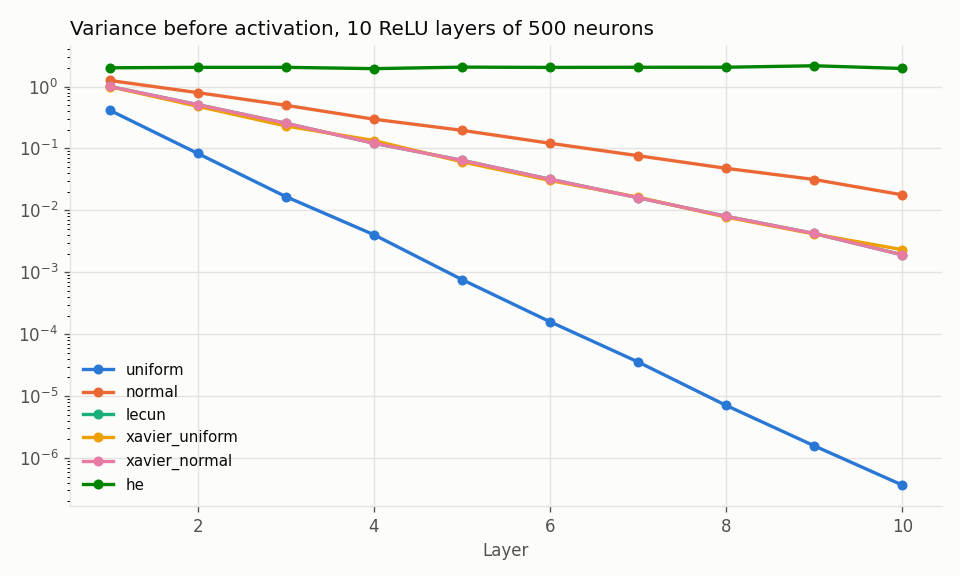 Variance before activation, 10 ReLU layers of 500 neurons
10⁰
10⁻¹
10⁻²
10⁻³
10⁻⁴
10⁻⁵
10⁻⁶
uniform
normal
lecun
xavier_uniform
xavier_normal
he
2 4 6 8 10
Layer